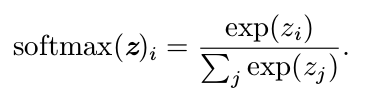 softmax(z)_i = exp(z_i) / ∑_j exp(z_j).